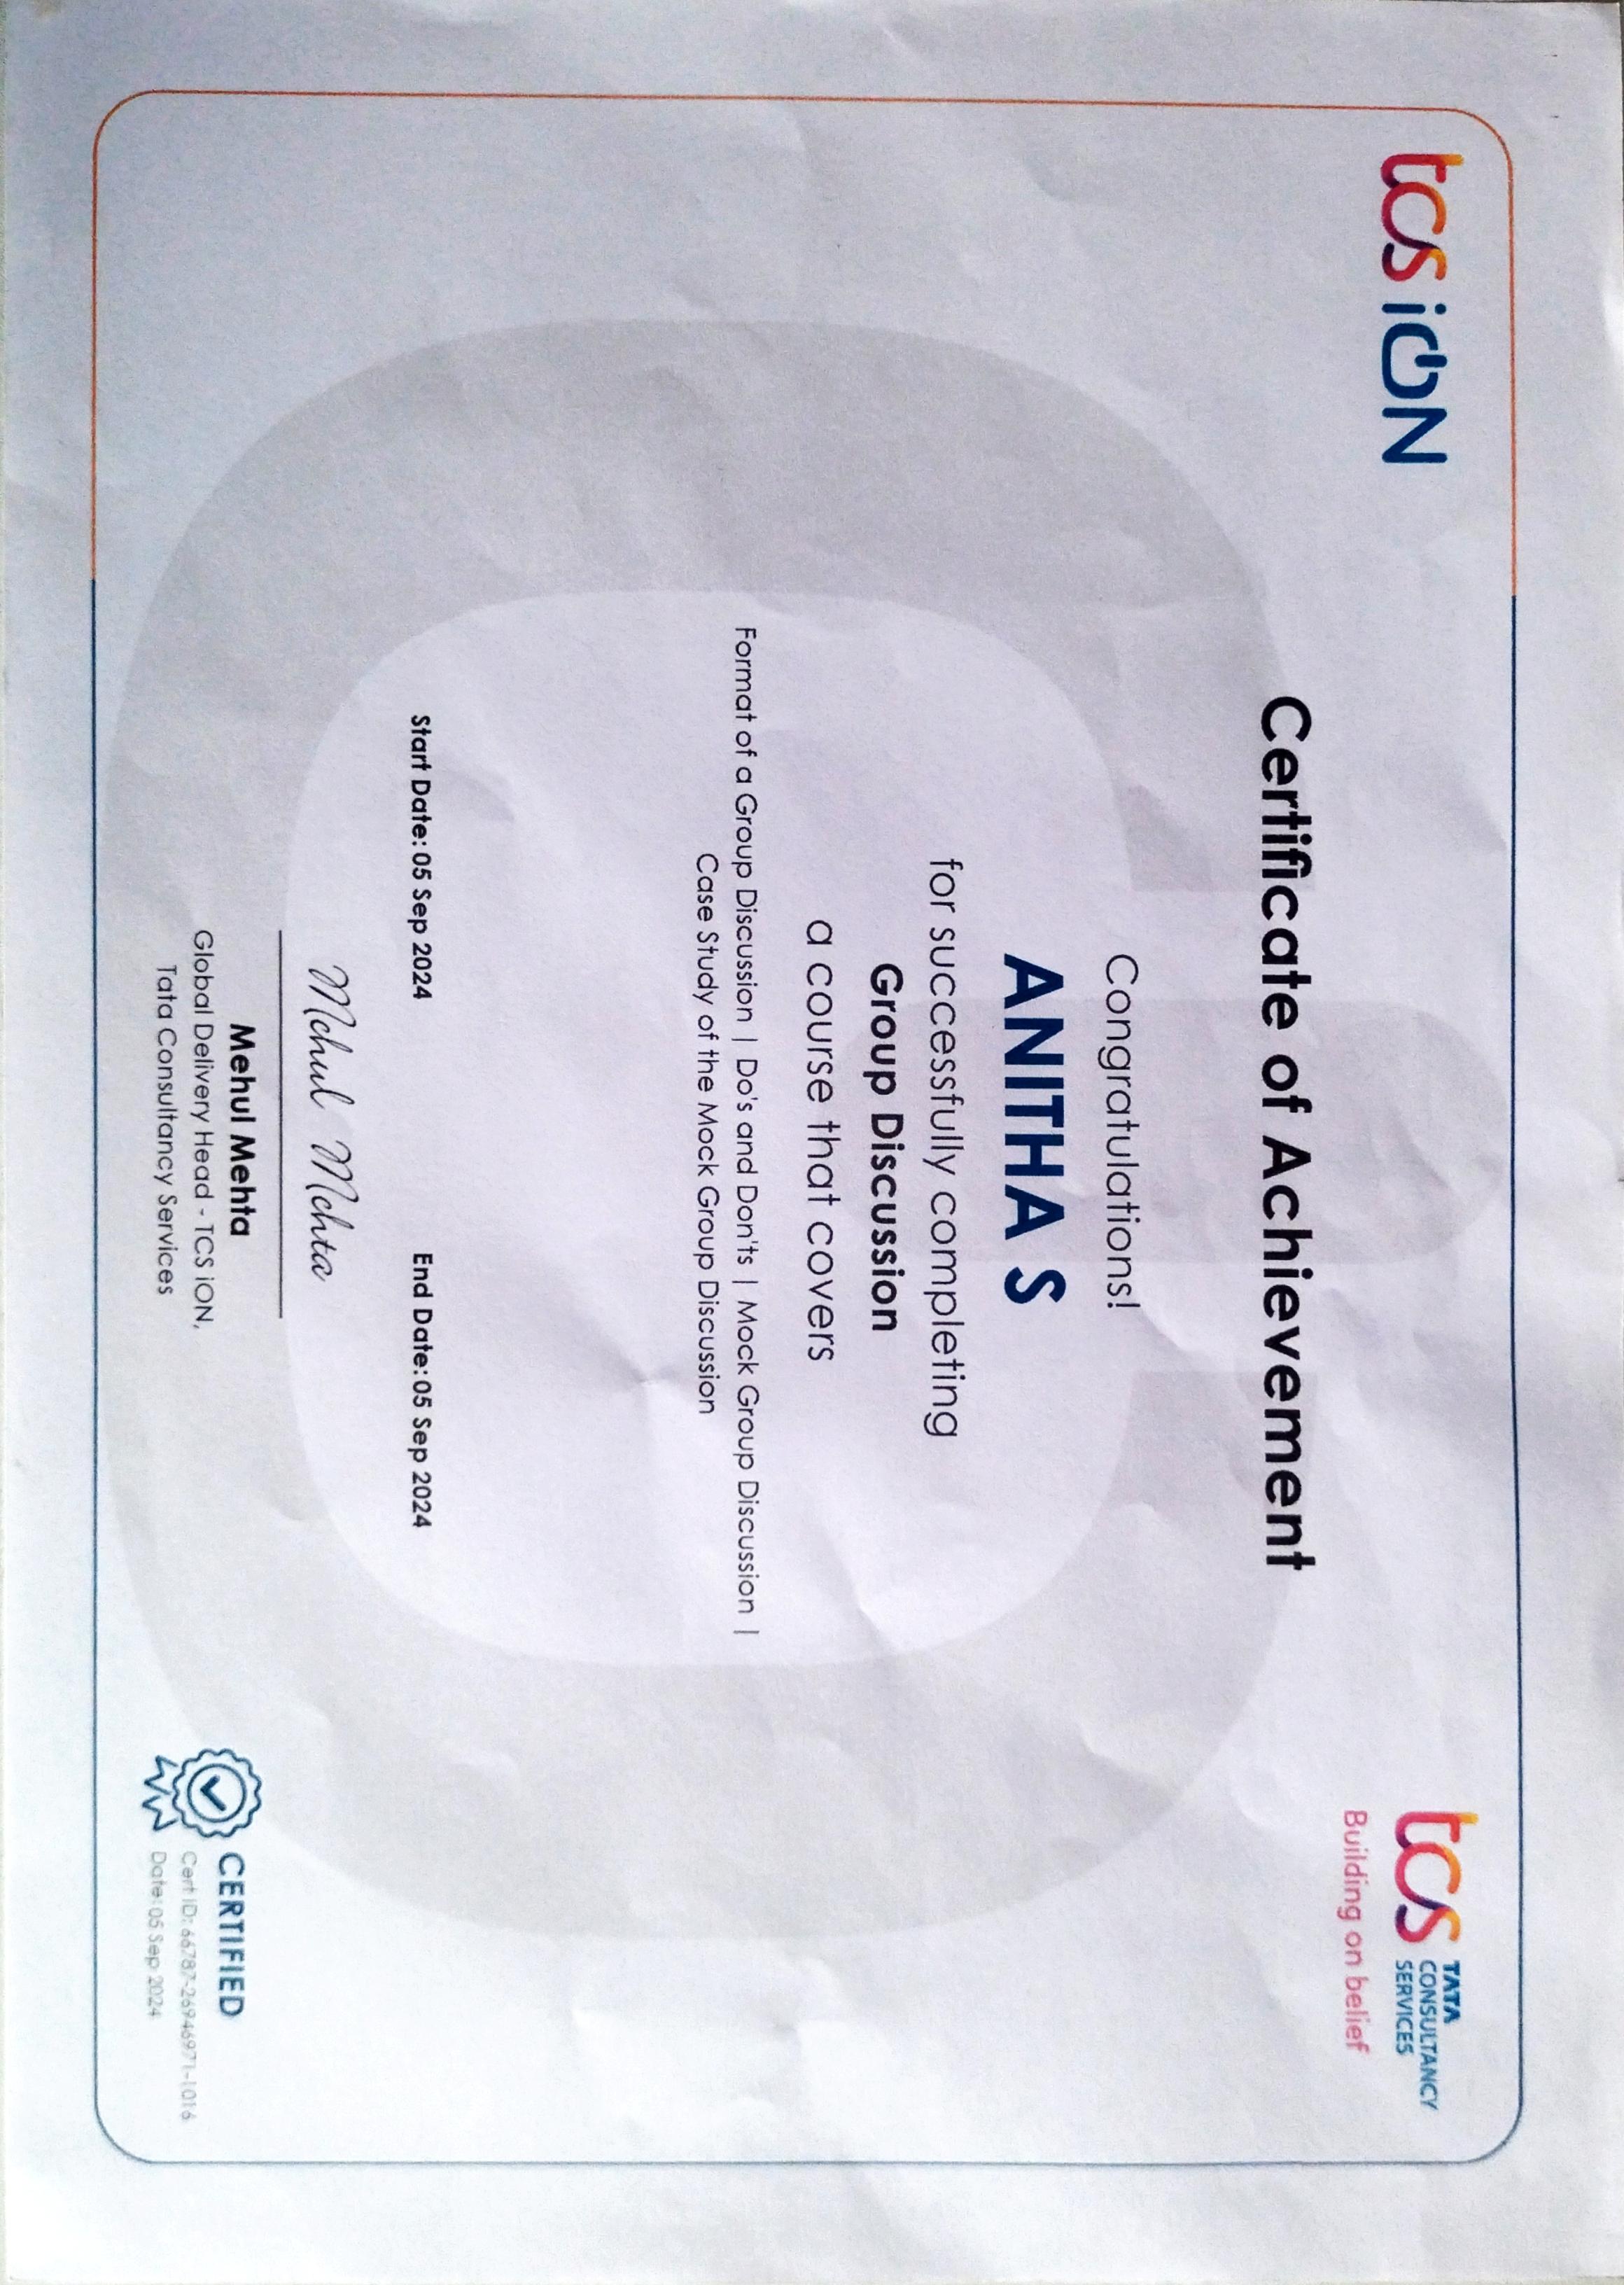 tcs iON
tcs TATA
CONSULTANCY
SERVICES
Building on belief
Certificate of Achievement
Congratulations!
ANITHA S
for successfully completing
Group Discussion
a course that covers
Format of a Group Discussion | Do's and Don'ts | Mock Group Discussion |
Case Study of the Mock Group Discussion
Start Date: 05 Sep 2024 End Date: 05 Sep 2024
Mehul Mehta
Mehul Mehta
Global Delivery Head - TCS iON,
Tata Consultancy Services
CERTIFIED
Cert ID: 66787-26946971-1016
Date: 05 Sep 2024